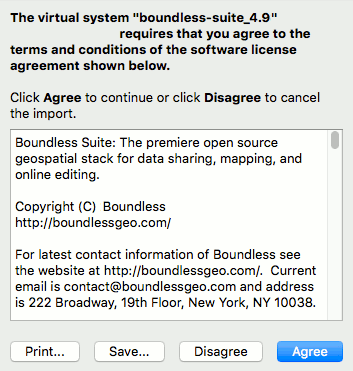 The virtual system "boundless-suite_4.9"
requires that you agree to the
terms and conditions of the software license
agreement shown below.
Click Agree to continue or click Disagree to cancel
the import.
Boundless Suite: The premiere open source
geospatial stack for data sharing, mapping, and
online editing.
Copyright (C) Boundless
http://boundlessgeo.com/
For latest contact information of Boundless see
the website at http://boundlessgeo.com/. Current
email is contact@boundlessgeo.com and address
is 222 Broadway, 19th Floor, New York, NY 10038.
Print... Save... Disagree Agree